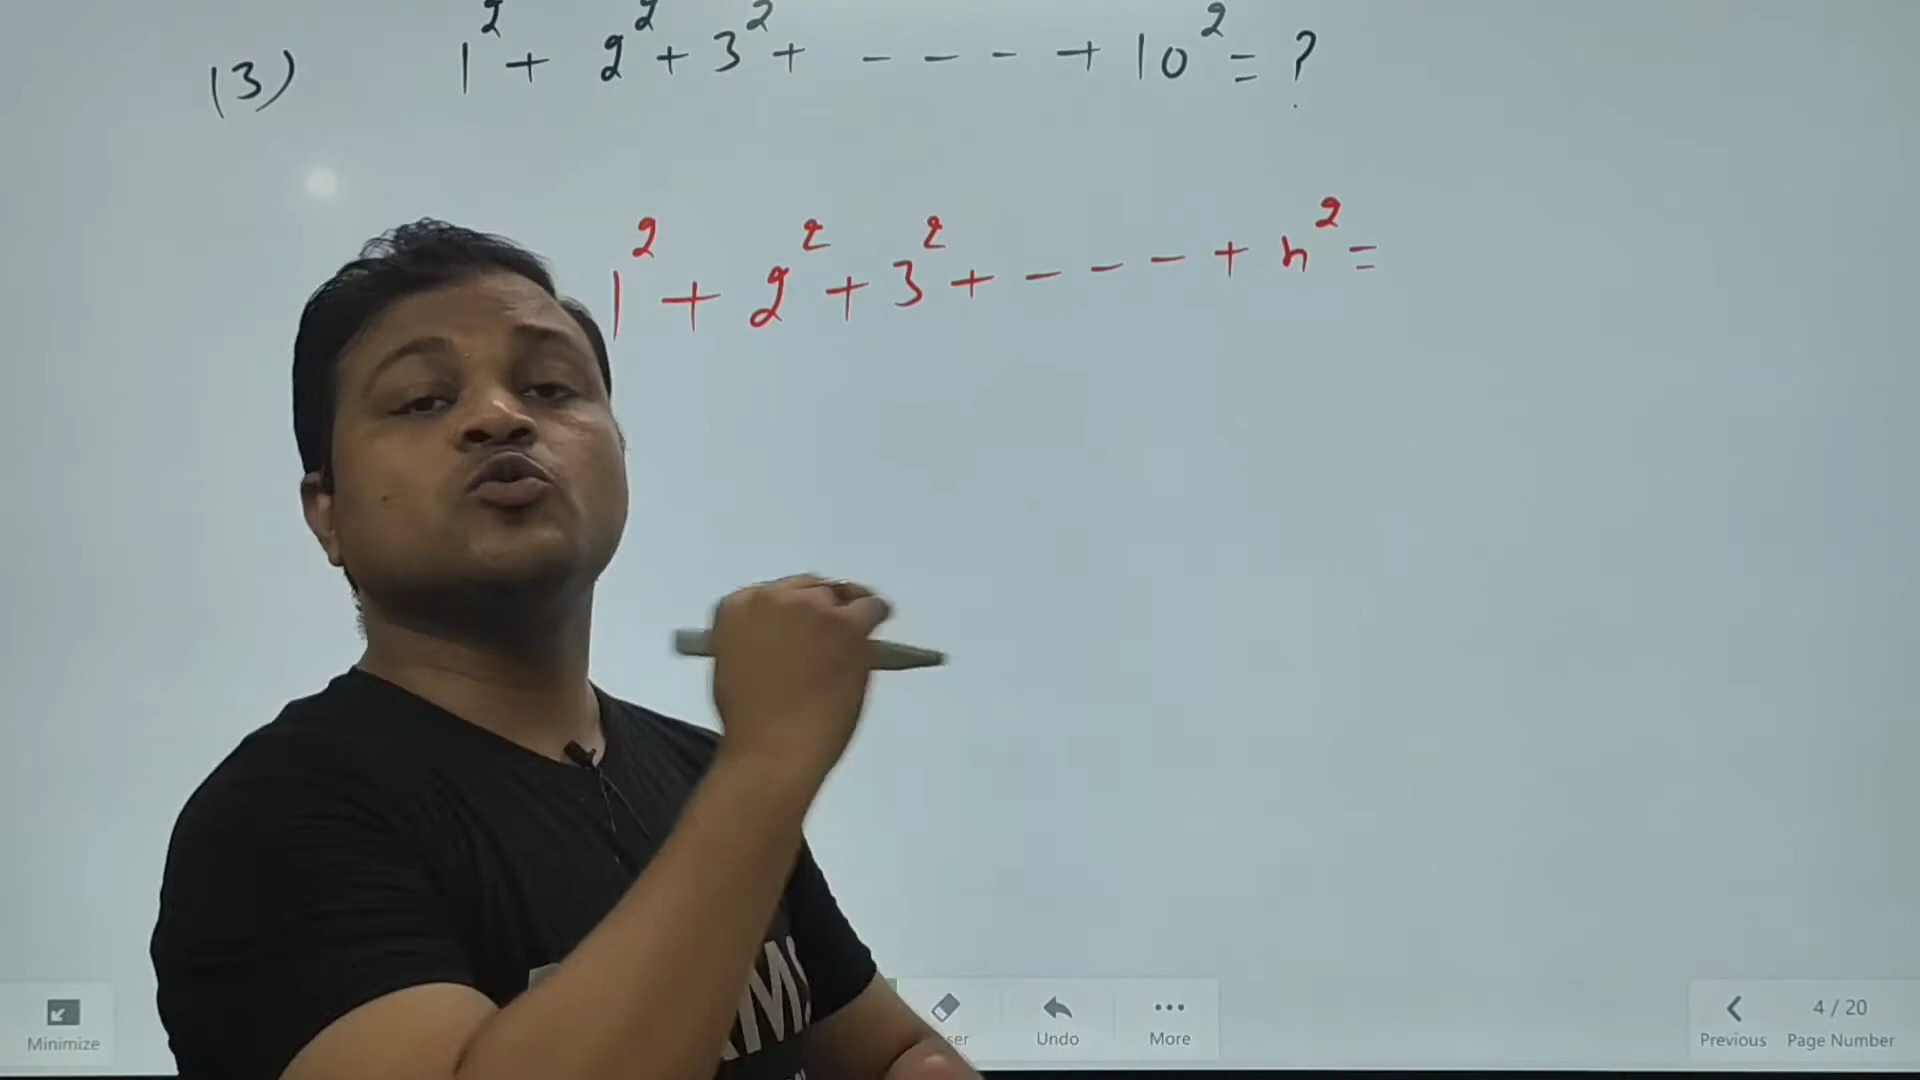 (3) 1² + 2² + 3² + - - - + 10² = ?
1² + 2² + 3² + - - - + n² =
Minimize
Undo
More
Previous
4 / 20
Page Number